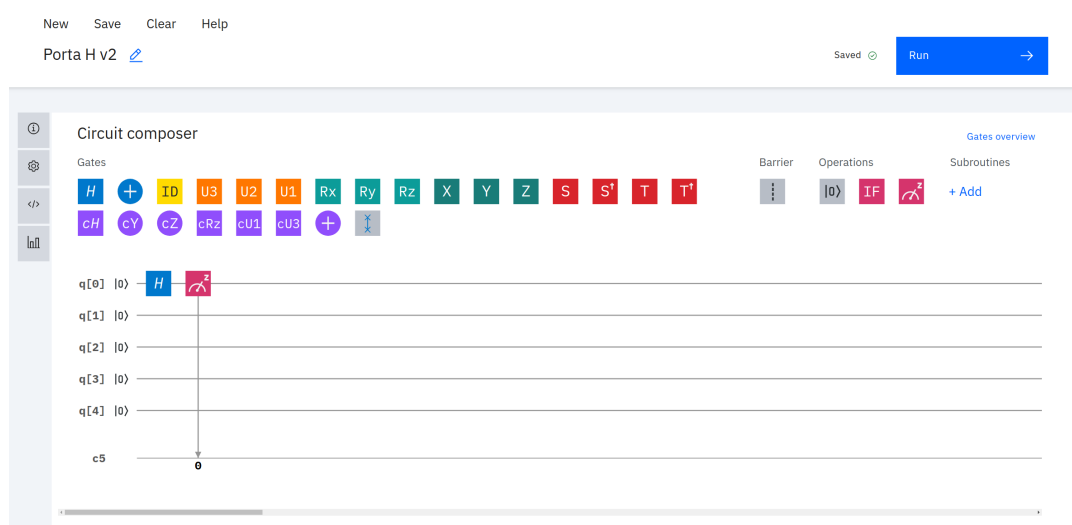 New Save Clear Help
Porta H v2
Saved
Run
Circuit composer
Gates overview
Gates
Barrier
Operations
Subroutines
H + ID U3 U2 U1 Rx Ry Rz X Y Z S S† T T†
|0⟩ IF z
+ Add
cH cY cZ cRz cU1 cU3 +
</>
q[0] |0⟩ H z
q[1] |0⟩
q[2] |0⟩
q[3] |0⟩
q[4] |0⟩
c5
0